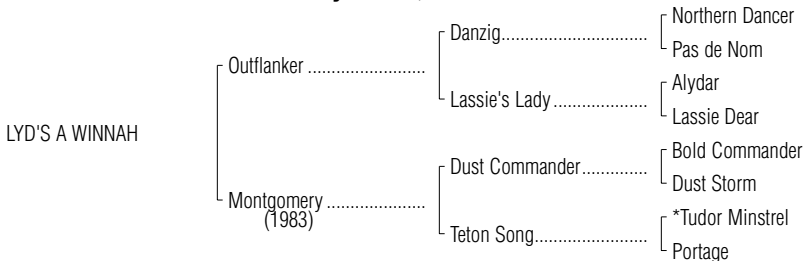 Northern Dancer
Danzig..................................
Pas de Nom
Outflanker ...........................
Alydar
Lassie's Lady ......................
Lassie Dear
LYD'S A WINNAH
Bold Commander
Dust Commander...............
Dust Storm
Montgomery .......................
(1983)
*Tudor Minstrel
Teton Song...........................
Portage